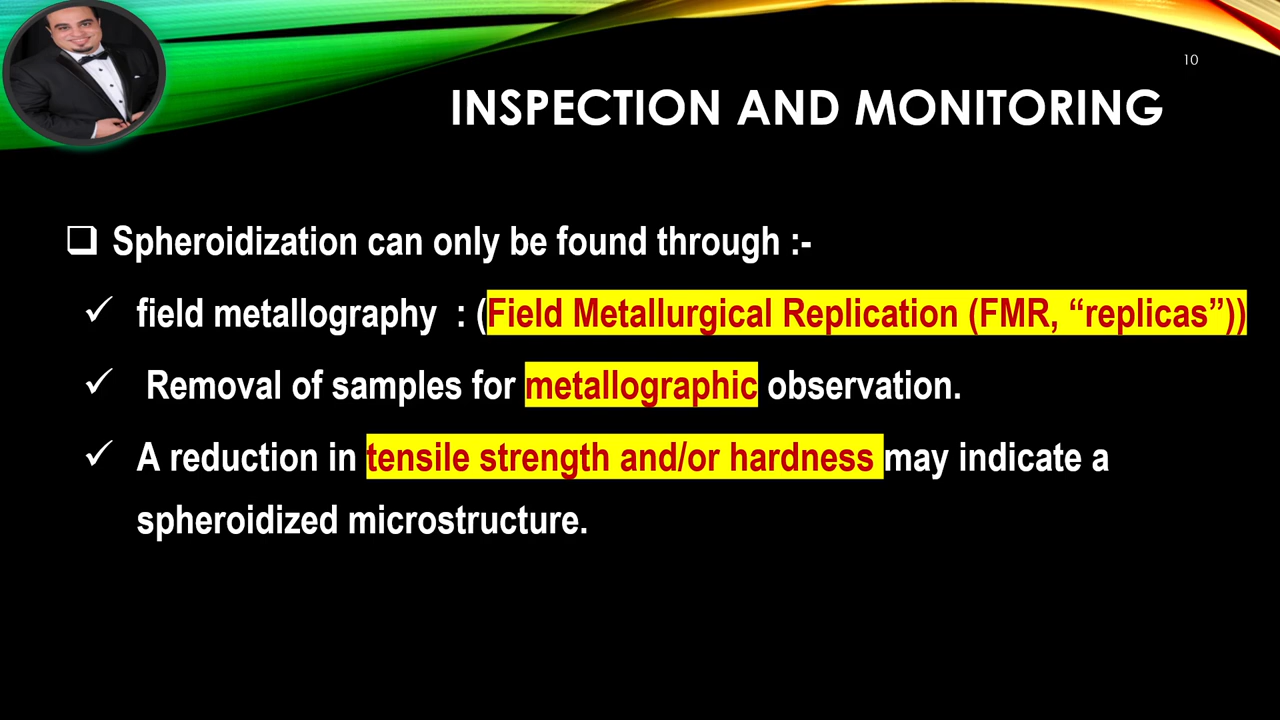 10
INSPECTION AND MONITORING
Spheroidization can only be found through :-
field metallography : (Field Metallurgical Replication (FMR, “replicas”))
Removal of samples for metallographic observation.
A reduction in tensile strength and/or hardness may indicate a
spheroidized microstructure.